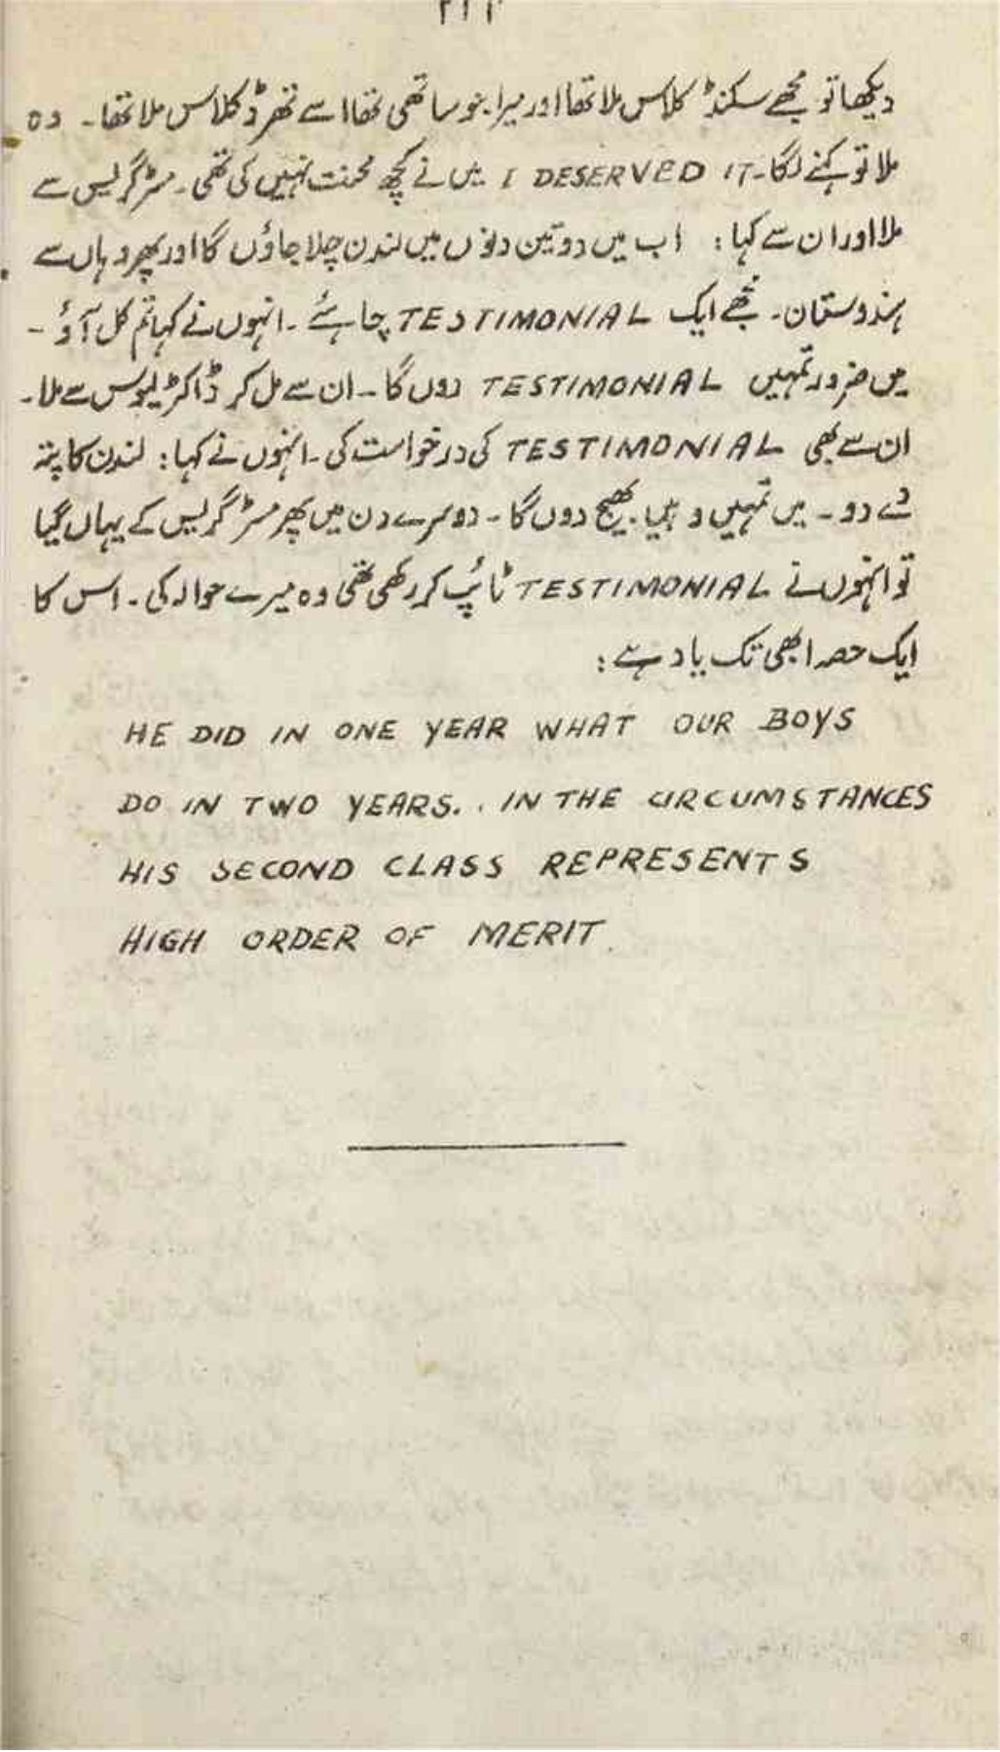 دیکھا تو مجھے سکنڈ کلاس ملا تھا اور میرا جو ساتھی تھا اسے تھرڈ کلاس ملا تھا۔ وہ
ملا تو کہنے لگا۔ I DESERVED IT میں نے کچھ محنت نہیں کی تھی۔ مسٹر گریس سے
ملا اور ان سے کہا: اب میں دو تین دنوں میں لندن چلا جاؤں گا اور پھر وہاں سے
ہندوستان۔ مجھے ایک TESTIMONIAL چاہئے۔ انہوں نے کہا تم کل آؤ۔
میں ضرور تمہیں TESTIMONIAL دوں گا۔ ان سے مل کر ڈاکٹر لیوس سے ملا۔
ان سے بھی TESTIMONIAL کی درخواست کی۔ انہوں نے کہا: لندن کا پتہ
دے دو۔ میں تمہیں وہیں بھیج دوں گا۔ دوسرے دن میں پھر مسٹر گریس کے یہاں گیا
تو انہوں نے TESTIMONIAL ٹائپ کر رکھی تھی وہ میرے حوالہ کی۔ اس کا
ایک حصہ ابھی تک یاد ہے:
HE DID IN ONE YEAR WHAT OUR BOYS
DO IN TWO YEARS. . IN THE CIRCUMSTANCES
HIS SECOND CLASS REPRESENTS
HIGH ORDER OF MERIT.